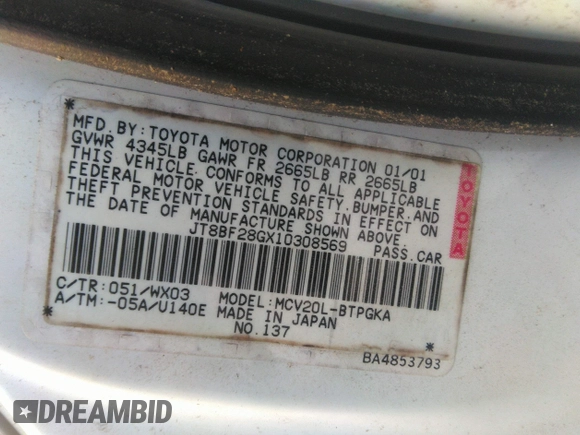 MFD.BY:TOYOTA MOTOR CORPORATION 01/01
GVWR 4345LB GAWR FR 2665LB RR 2665LB
THIS VEHICLE.CONFORMS TO ALL APPLICABLE
FEDERAL MOTOR VEHICLE SAFETY.BUMPER.AND
THEFT PREVENTION STANDARDS IN EFFECT ON
THE DATE OF MANUFACTURE SHOWN ABOVE.
JT8BF28GX10308569 PASS.CAR
TOYOTA
C/TR:051/WX03 MODEL:MCV20L-BTPGKA
A/TM:-05A/U140E MADE IN JAPAN
NO.137
BA4853793
DREAMBID